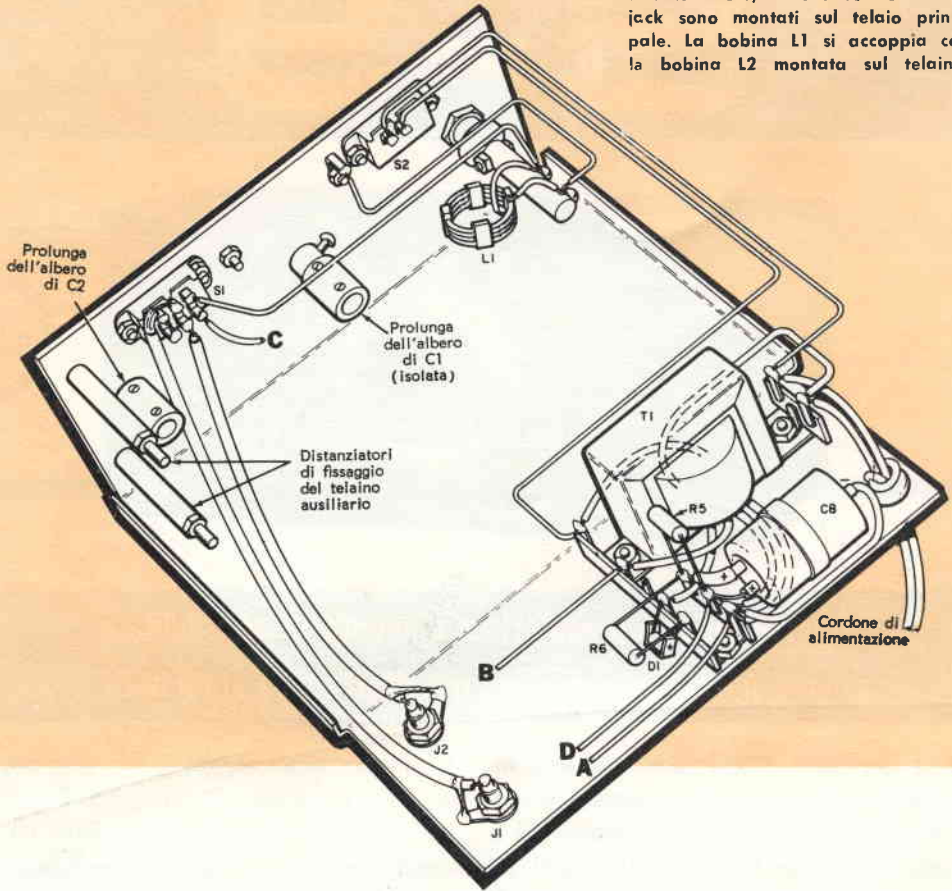 jack sono montati sul telaio prin
pale. La bobina L1 si accoppia co
la bobina L2 montata sul telain
S2
L1
Prolunga
dell'albero
di C2
S1
C
Prolunga
dell'albero
di C1
(isolata)
T1
Distanziatori
di fissaggio
del telaino
ausiliario
R5
C8
+
Cordone di
alimentazione
R6
D1
B
J2
D
A
J1